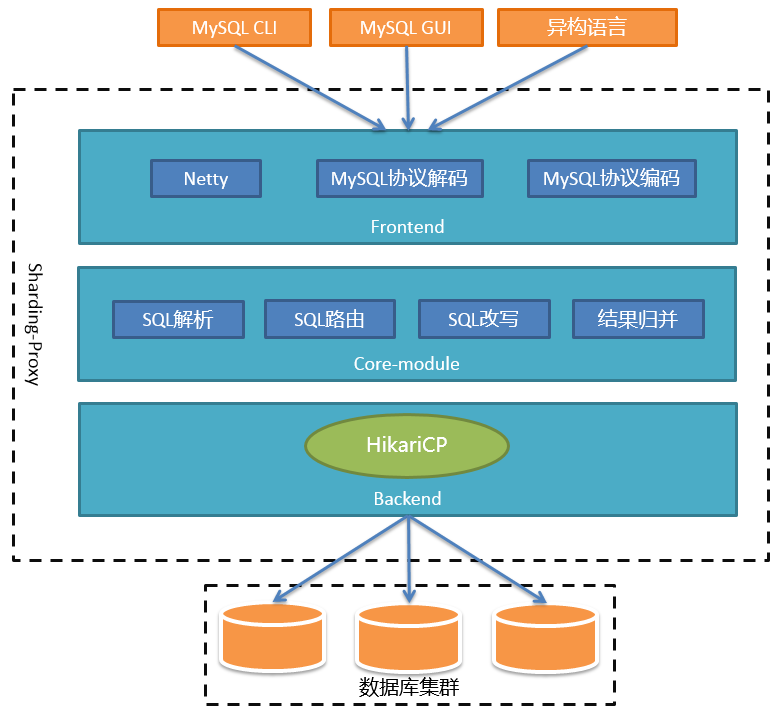 MySQL CLI
MySQL GUI
异构语言
Netty
MySQL协议解码
MySQL协议编码
Frontend
Sharding-Proxy
SQL解析
SQL路由
SQL改写
结果归并
Core-module
HikariCP
Backend
数据库集群